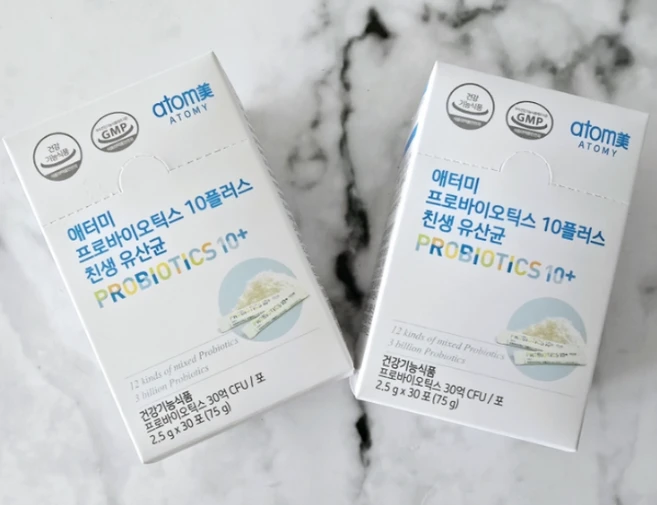 건강
기능식품
GMP
atom美
ATOMY
애터미
프로바이오틱스 10플러스
친생 유산균
PROBIOTICS 10+
12 kinds of mixed Probiotics
3 billion Probiotics
건강기능식품
프로바이오틱스 30억 CFU / 포
2.5 g x 30 포 (75 g)
건강
기능식품
GMP
atom美
ATOMY
애터미
프로바이오틱스 10플러스
친생 유산균
PROBIOTICS 10+
12 kinds of mixed Probiotics
3 billion Probiotics
건강기능식품
프로바이오틱스 30억 CFU / 포
2.5 g x 30 포 (75 g)